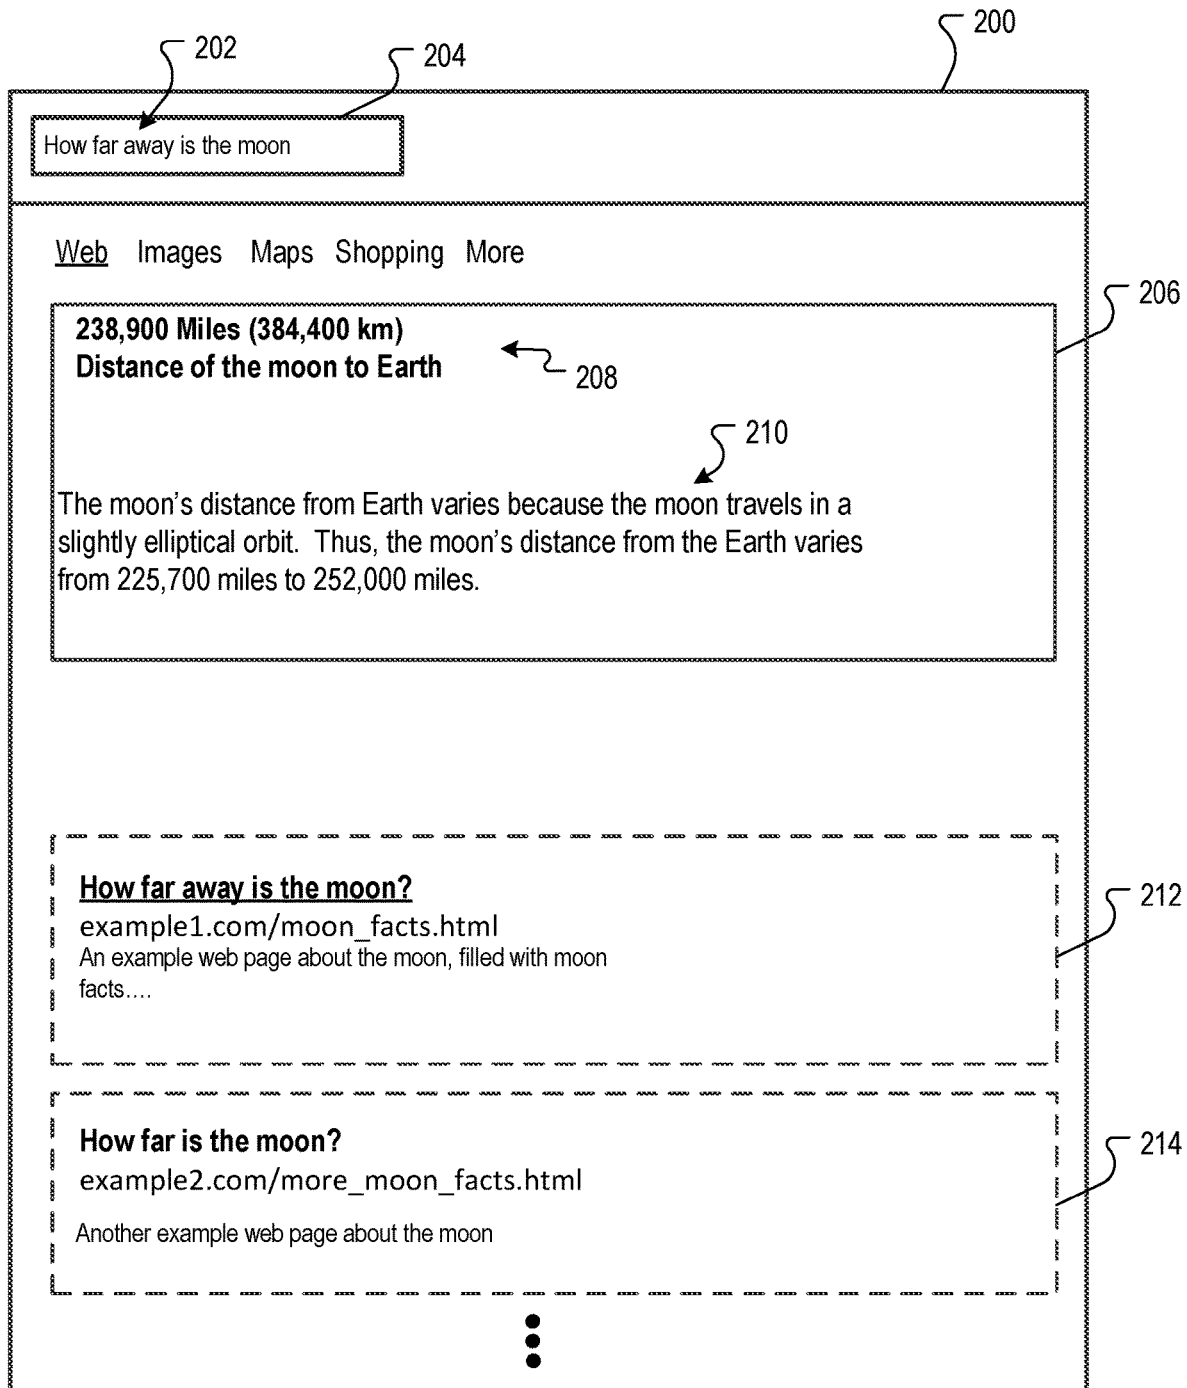 200
202
204
How far away is the moon
Web Images Maps Shopping More
206
238,900 Miles (384,400 km)
Distance of the moon to Earth
208
210
The moon's distance from Earth varies because the moon travels in a
slightly elliptical orbit. Thus, the moon's distance from the Earth varies
from 225,700 miles to 252,000 miles.
How far away is the moon?
212
example1.com/moon_facts.html
An example web page about the moon, filled with moon
facts....
How far is the moon?
214
example2.com/more_moon_facts.html
Another example web page about the moon